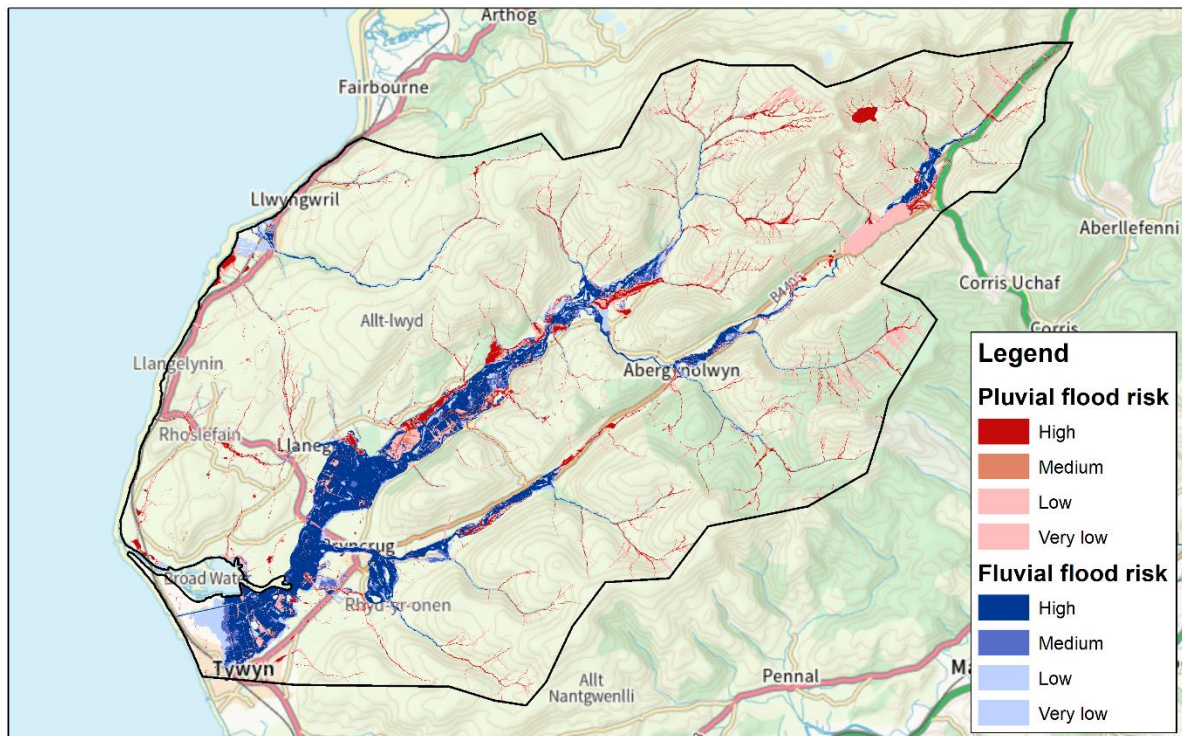 Arthog
Fairbourne
Llwyngwril
Aberllefenni
Corris Uchaf
Corris
B4405
Allt-lwyd
Llangelynin
Rhoslefain
Llaneg
Broad Water
Rhyd-yr-onen
Tywyn
Allt
Nantgwenlli
Pennal
Legend
Pluvial flood risk
High
Medium
Low
Very low
Fluvial flood risk
High
Medium
Low
Very low